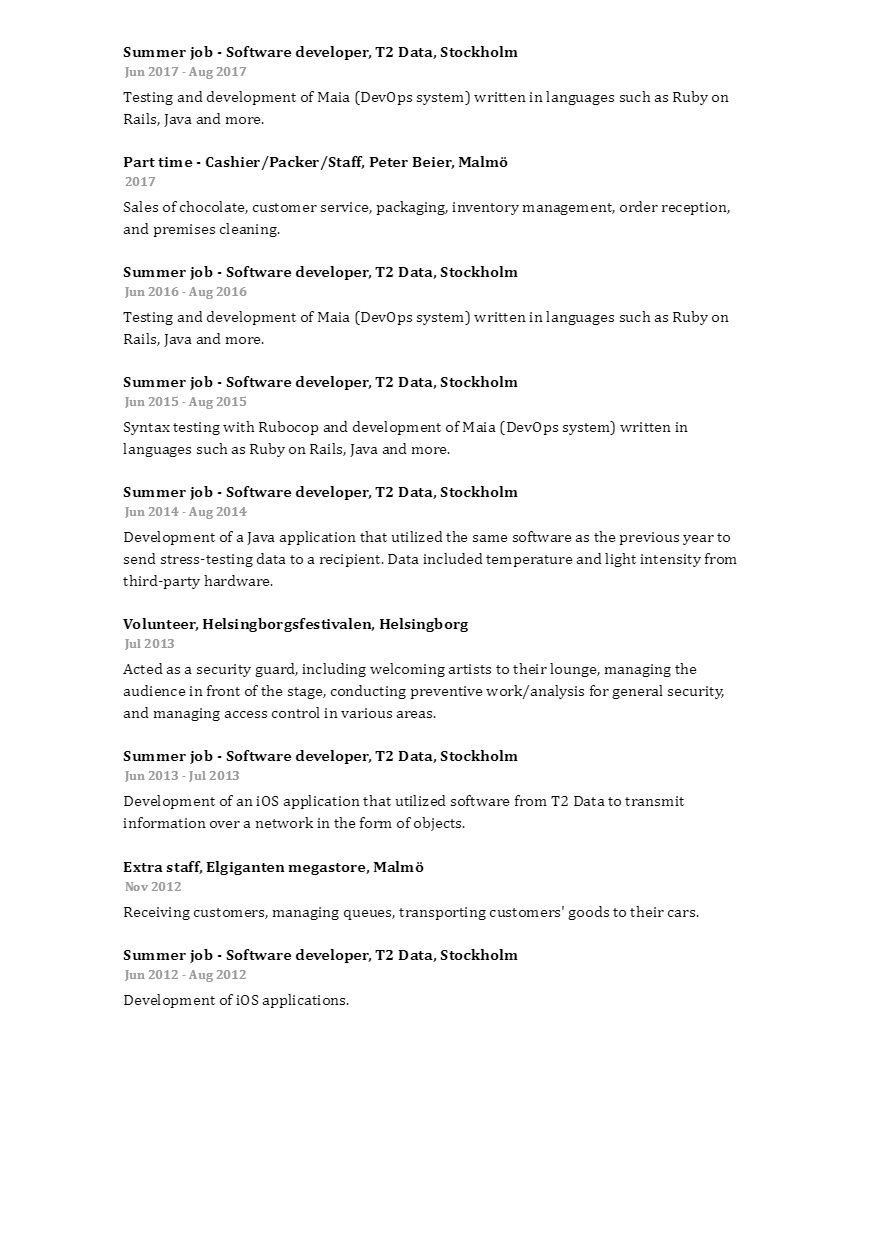 Summer job - Software developer, T2 Data, Stockholm
Jun 2017 - Aug 2017
Testing and development of Maia (DevOps system) written in languages such as Ruby on
Rails, Java and more.
Part time - Cashier/Packer/Staff, Peter Beier, Malmö
2017
Sales of chocolate, customer service, packaging, inventory management, order reception,
and premises cleaning.
Summer job - Software developer, T2 Data, Stockholm
Jun 2016 - Aug 2016
Testing and development of Maia (DevOps system) written in languages such as Ruby on
Rails, Java and more.
Summer job - Software developer, T2 Data, Stockholm
Jun 2015 - Aug 2015
Syntax testing with Rubocop and development of Maia (DevOps system) written in
languages such as Ruby on Rails, Java and more.
Summer job - Software developer, T2 Data, Stockholm
Jun 2014 - Aug 2014
Development of a Java application that utilized the same software as the previous year to
send stress-testing data to a recipient. Data included temperature and light intensity from
third-party hardware.
Volunteer, Helsingborgsfestivalen, Helsingborg
Jul 2013
Acted as a security guard, including welcoming artists to their lounge, managing the
audience in front of the stage, conducting preventive work/analysis for general security,
and managing access control in various areas.
Summer job - Software developer, T2 Data, Stockholm
Jun 2013 - Jul 2013
Development of an iOS application that utilized software from T2 Data to transmit
information over a network in the form of objects.
Extra staff, Elgiganten megastore, Malmö
Nov 2012
Receiving customers, managing queues, transporting customers' goods to their cars.
Summer job - Software developer, T2 Data, Stockholm
Jun 2012 - Aug 2012
Development of iOS applications.